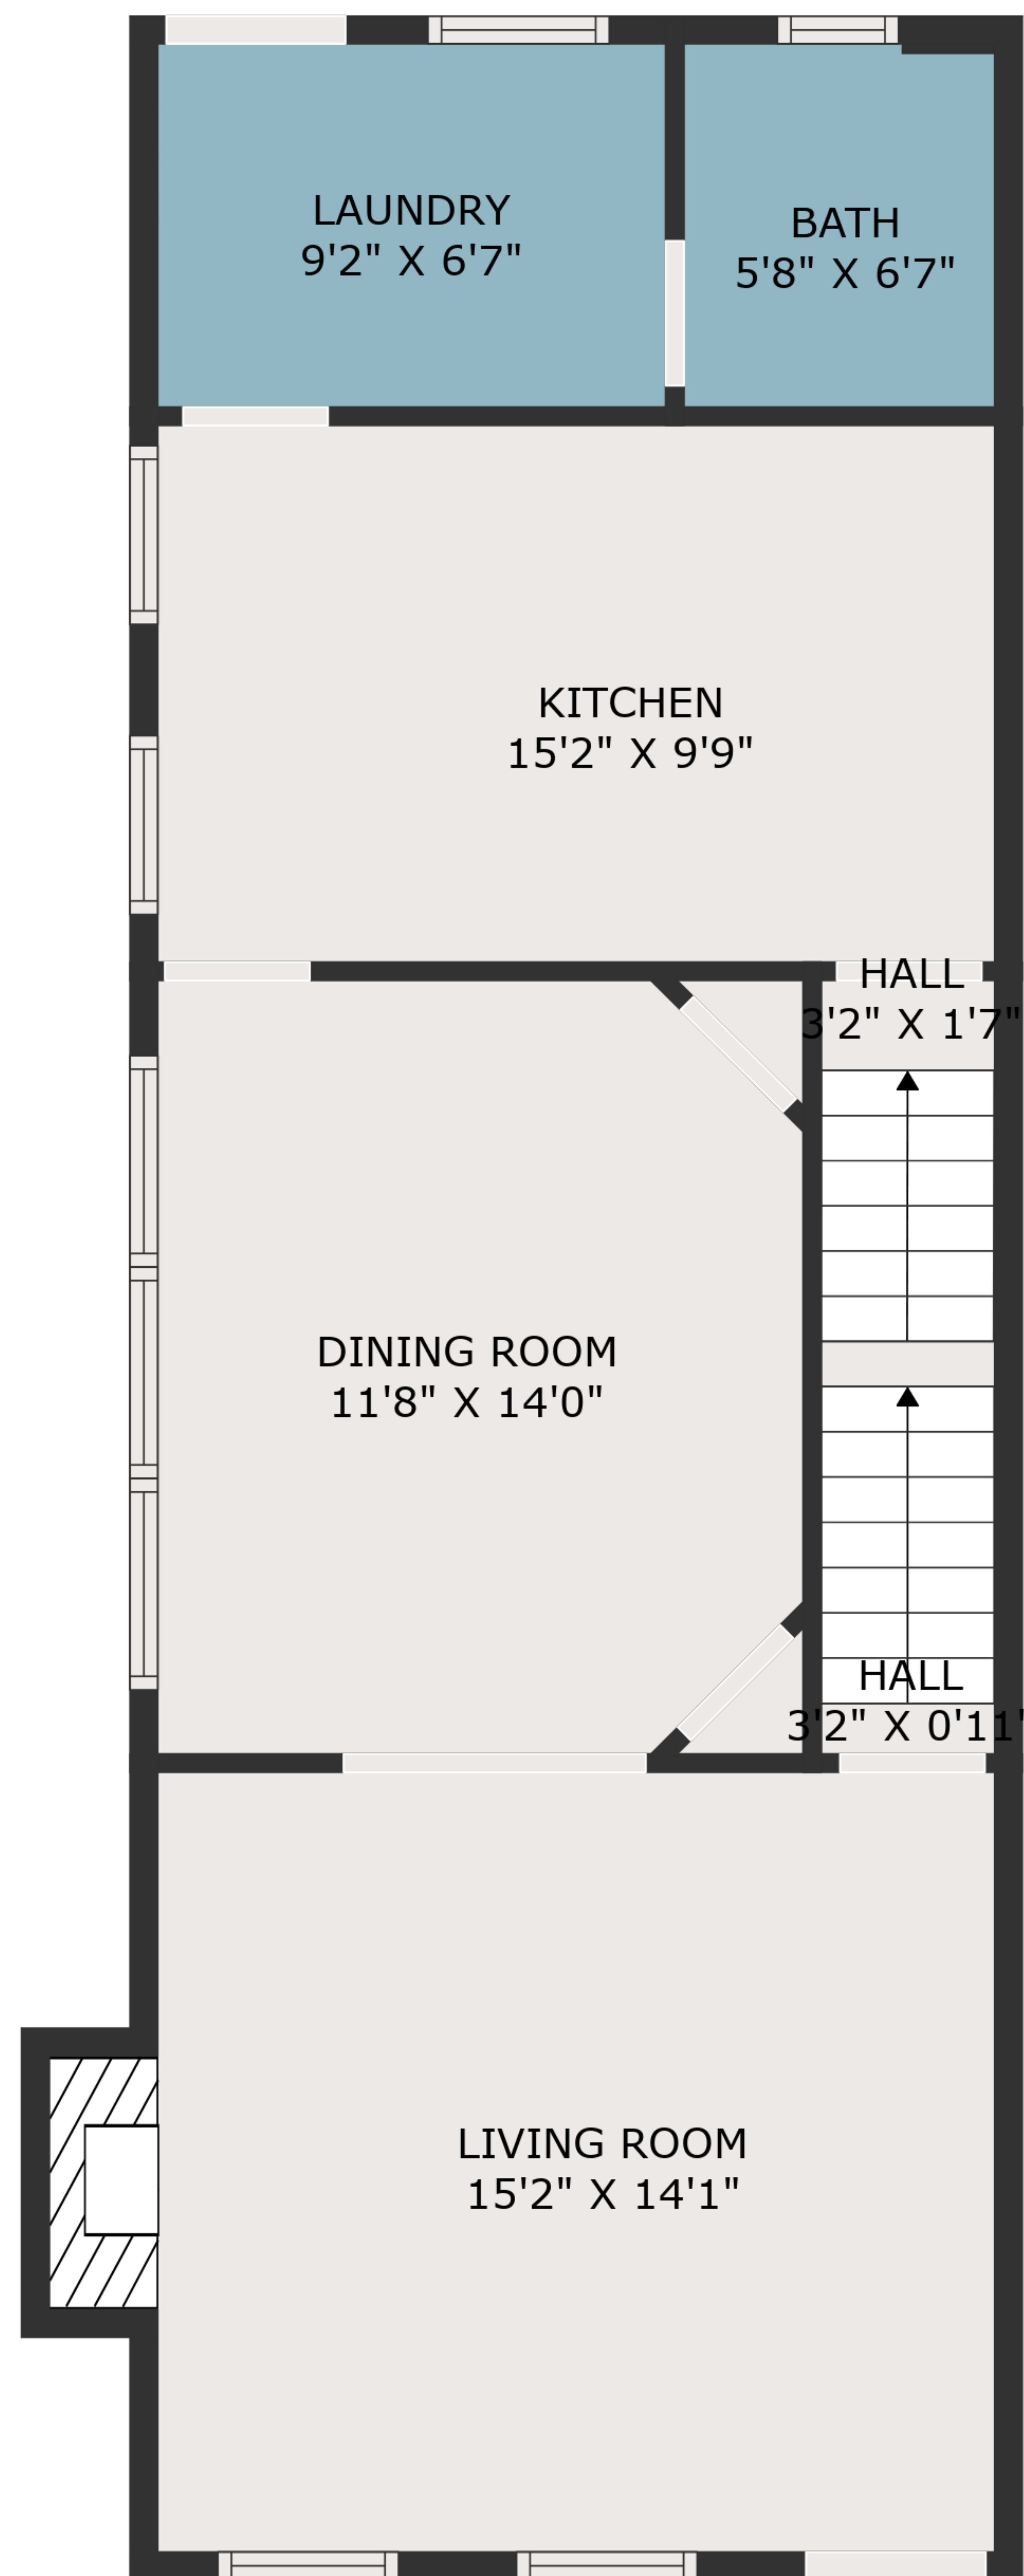 LAUNDRY
9'2" X 6'7"
BATH
5'8" X 6'7"
KITCHEN
15'2" X 9'9"
HALL
3'2" X 1'7"
DINING ROOM
11'8" X 14'0"
HALL
3'2" X 0'11"
LIVING ROOM
15'2" X 14'1"